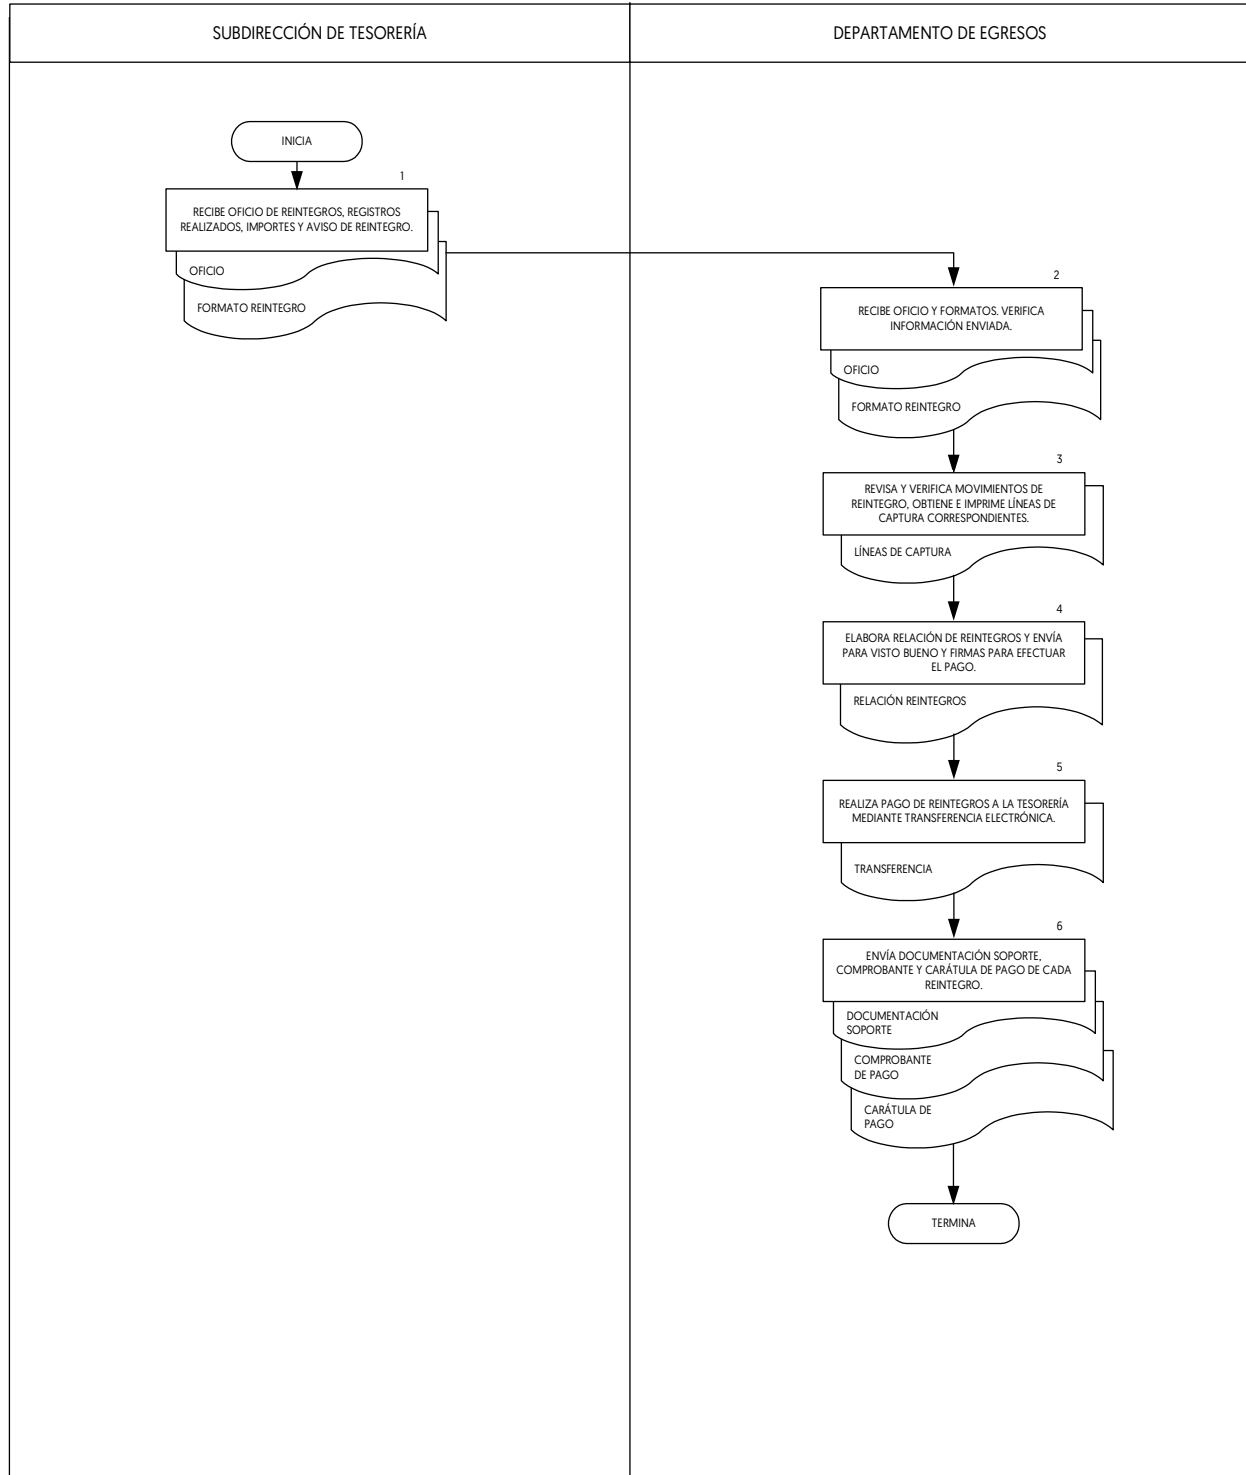 SUBDIRECCIÓN DE TESORERÍA
DEPARTAMENTO DE EGRESOS
INICIA
1
RECIBE OFICIO DE REINTEGROS, REGISTROS
REALIZADOS, IMPORTES Y AVISO DE REINTEGRO.
OFICIO
FORMATO REINTEGRO
2
RECIBE OFICIO Y FORMATOS. VERIFICA
INFORMACIÓN ENVIADA.
OFICIO
FORMATO REINTEGRO
3
REVISA Y VERIFICA MOVIMIENTOS DE
REINTEGRO, OBTIENE E IMPRIME LÍNEAS DE
CAPTURA CORRESPONDIENTES.
LÍNEAS DE CAPTURA
4
ELABORA RELACIÓN DE REINTEGROS Y ENVÍA
PARA VISTO BUENO Y FIRMAS PARA EFECTUAR
EL PAGO.
RELACIÓN REINTEGROS
5
REALIZA PAGO DE REINTEGROS A LA TESORERÍA
MEDIANTE TRANSFERENCIA ELECTRÓNICA.
TRANSFERENCIA
6
ENVÍA DOCUMENTACIÓN SOPORTE,
COMPROBANTE Y CARÁTULA DE PAGO DE CADA
REINTEGRO.
DOCUMENTACIÓN
SOPORTE
COMPROBANTE
DE PAGO
CARÁTULA DE
PAGO
TERMINA